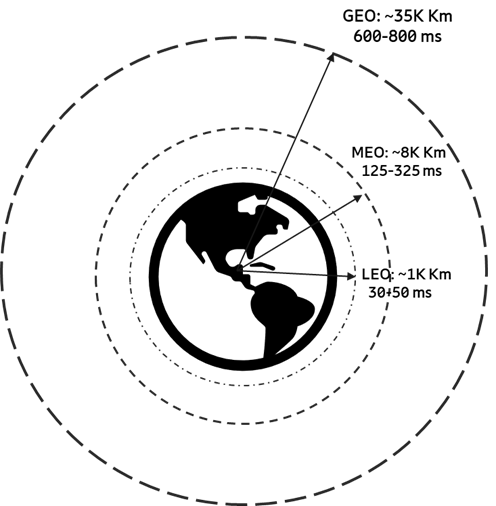 GEO: ~35K Km
600-800 ms
MEO: ~8K Km
125-325 ms
LEO: ~1K Km
30-50 ms